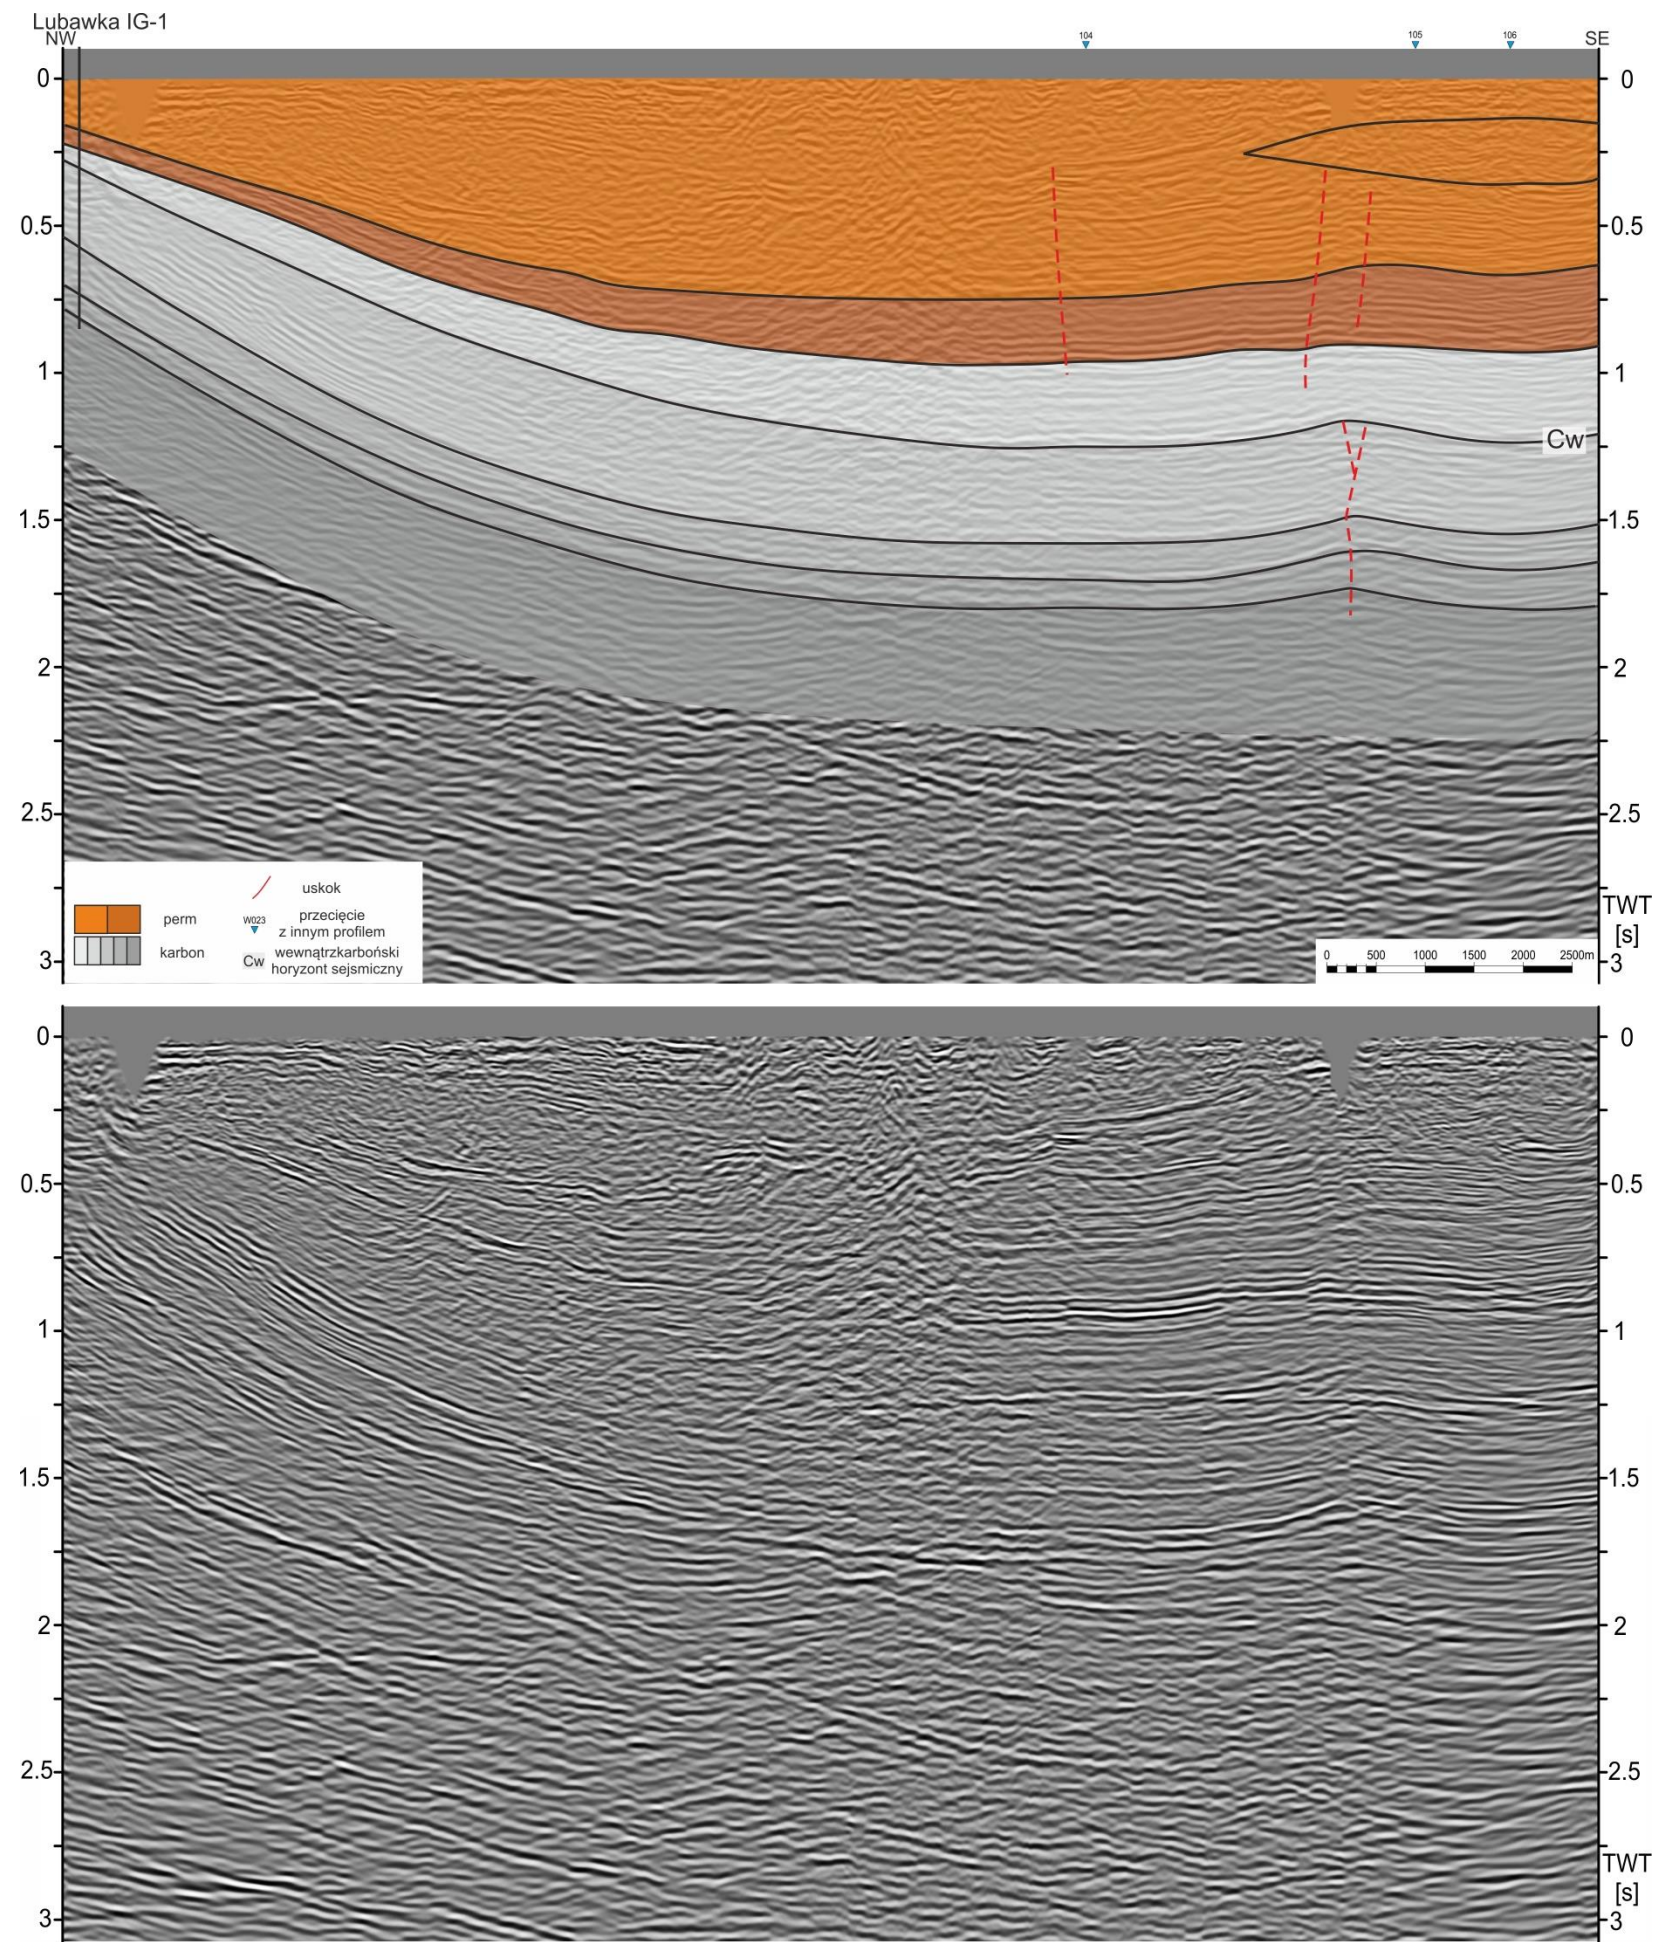 Lubawka IG-1
NW
104
105
106
SE
0
0
0.5
0.5
1
1
Cw
1.5
1.5
2
2
2.5
2.5
TWT
[s]
3
3
uskok
perm
W023
przecięcie
z innym profilem
karbon
Cw
wewnątrzkarboński
horyzont sejsmiczny
0 500 1000 1500 2000 2500m
0
0
0.5
0.5
1
1
1.5
1.5
2
2
2.5
2.5
TWT
[s]
3
3